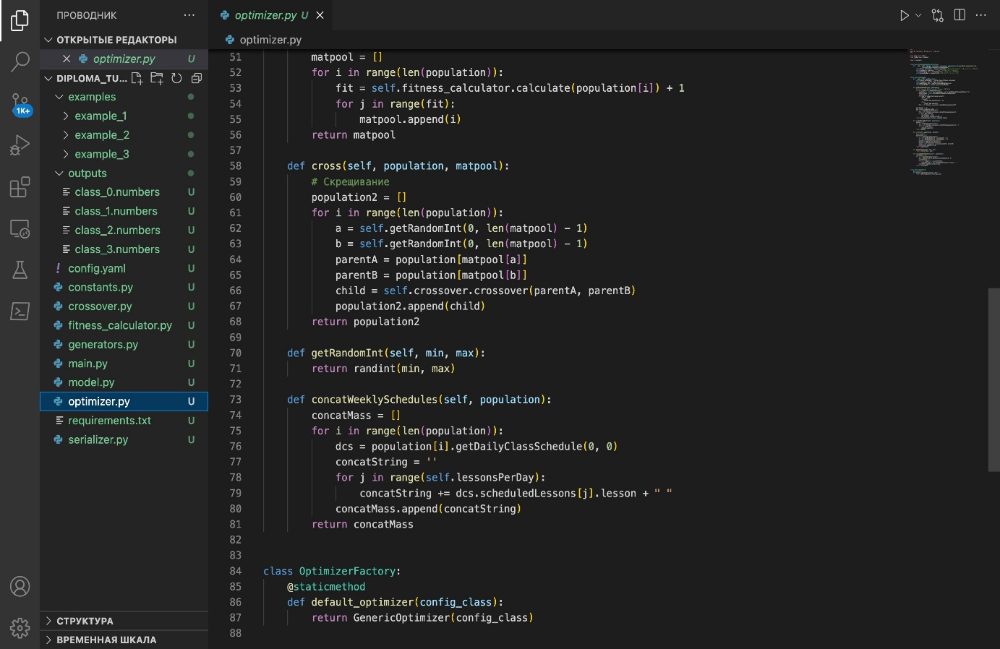 ПРОВОДНИК
ОТКРЫТЫЕ РЕДАКТОРЫ
optimizer.py U
DIPLOMA_TU...
examples
example_1
example_2
example_3
outputs
class_0.numbers U
class_1.numbers U
class_2.numbers U
class_3.numbers U
! config.yaml U
constants.py U
crossover.py U
fitness_calculator.py U
generators.py U
main.py U
model.py U
optimizer.py U
requirements.txt U
serializer.py U
СТРУКТУРА
ВРЕМЕННАЯ ШКАЛА
1K+
optimizer.py U
optimizer.py
51 matpool = []
52 for i in range(len(population)):
53 fit = self.fitness_calculator.calculate(population[i]) + 1
54 for j in range(fit):
55 matpool.append(i)
56 return matpool
57
58 def cross(self, population, matpool):
59 # Скрещивание
60 population2 = []
61 for i in range(len(population)):
62 a = self.getRandomInt(0, len(matpool) - 1)
63 b = self.getRandomInt(0, len(matpool) - 1)
64 parentA = population[matpool[a]]
65 parentB = population[matpool[b]]
66 child = self.crossover.crossover(parentA, parentB)
67 population2.append(child)
68 return population2
69
70 def getRandomInt(self, min, max):
71 return randint(min, max)
72
73 def concatWeeklySchedules(self, population):
74 concatMass = []
75 for i in range(len(population)):
76 dcs = population[i].getDailyClassSchedule(0, 0)
77 concatString = ''
78 for j in range(self.lessonsPerDay):
79 concatString += dcs.scheduledLessons[j].lesson + " "
80 concatMass.append(concatString)
81 return concatMass
82
83
84 class OptimizerFactory:
85 @staticmethod
86 def default_optimizer(config_class):
87 return GenericOptimizer(config_class)
88